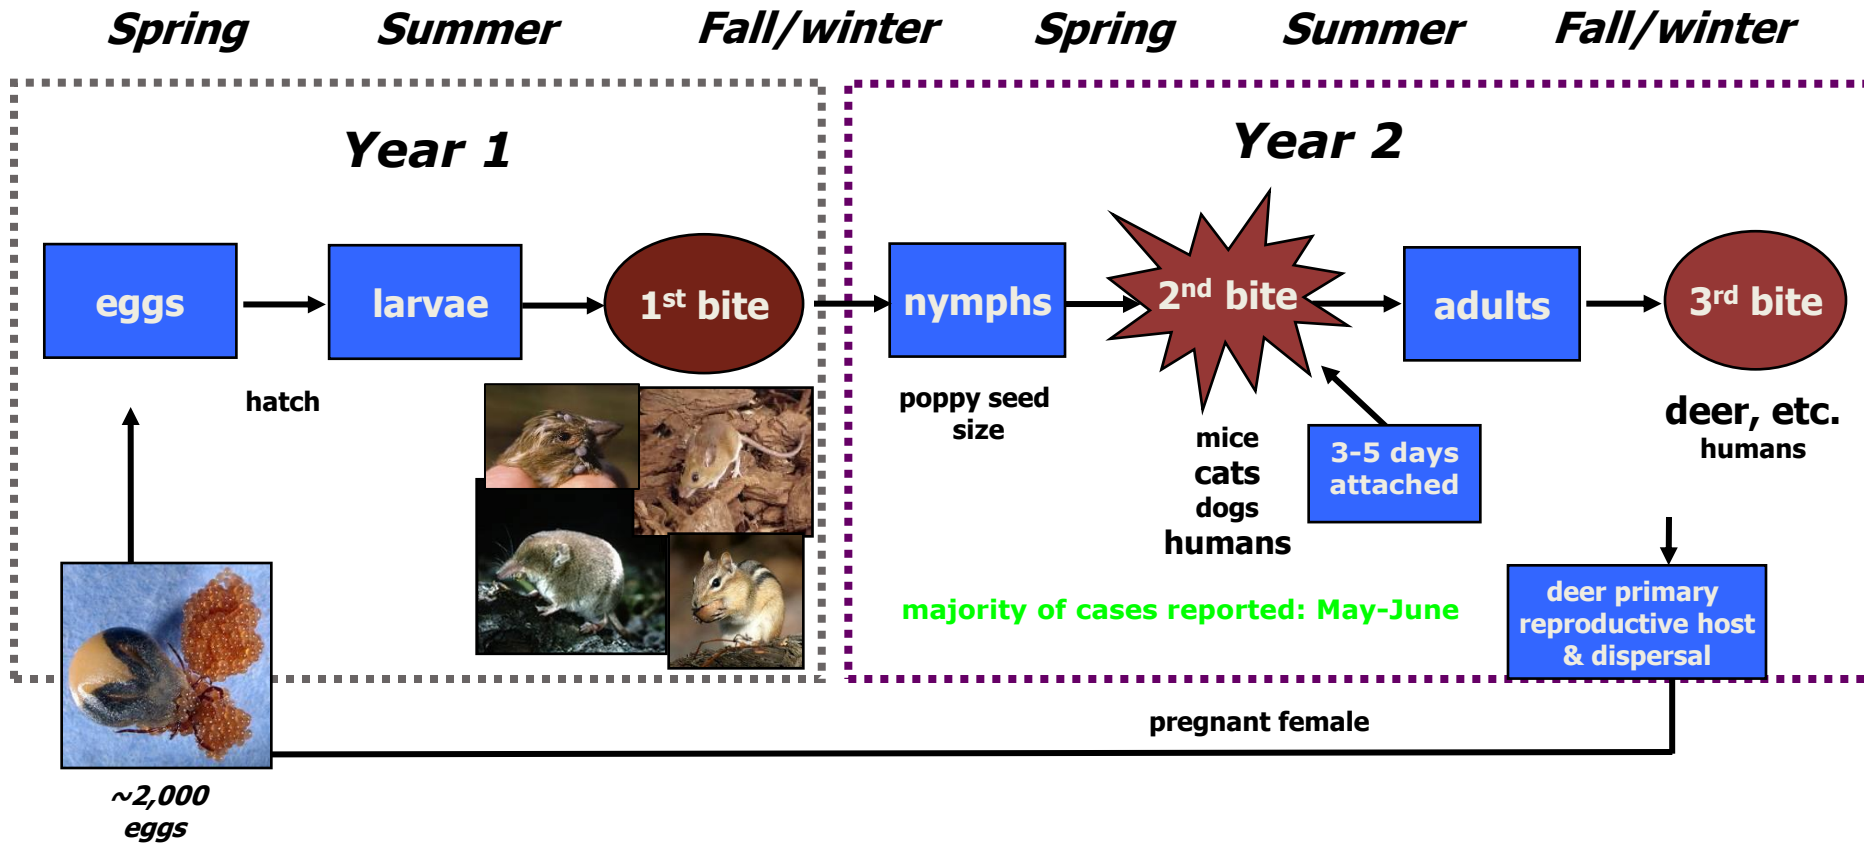 Spring Summer Fall/winter Spring Summer Fall/winter
Year 1
Year 2
eggs
larvae
1st bite
nymphs
2nd bite
adults
3rd bite
hatch
poppy seed
size
mice
cats
dogs
humans
3-5 days
attached
deer, etc.
humans
majority of cases reported: May-June
deer primary
reproductive host
& dispersal
pregnant female
~2,000
eggs